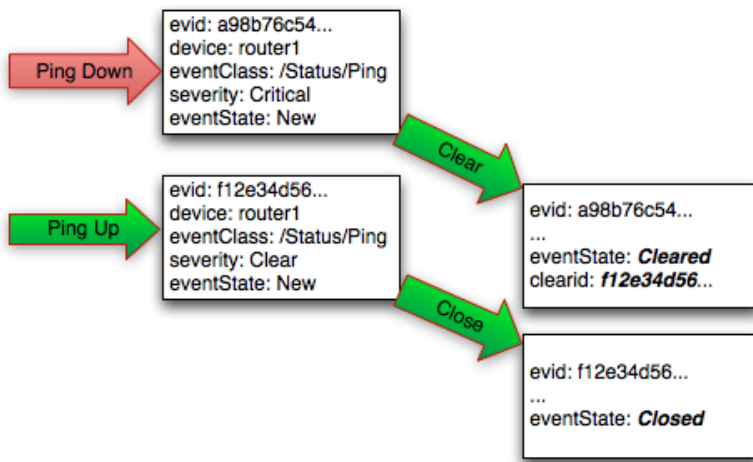 Ping Down
evid: a98b76c54...
device: router1
eventClass: /Status/Ping
severity: Critical
eventState: New
Clear
Ping Up
evid: f12e34d56...
device: router1
eventClass: /Status/Ping
severity: Clear
eventState: New
evid: a98b76c54...
...
eventState: Cleared
clearid: f12e34d56...
Close
evid: f12e34d56...
...
eventState: Closed